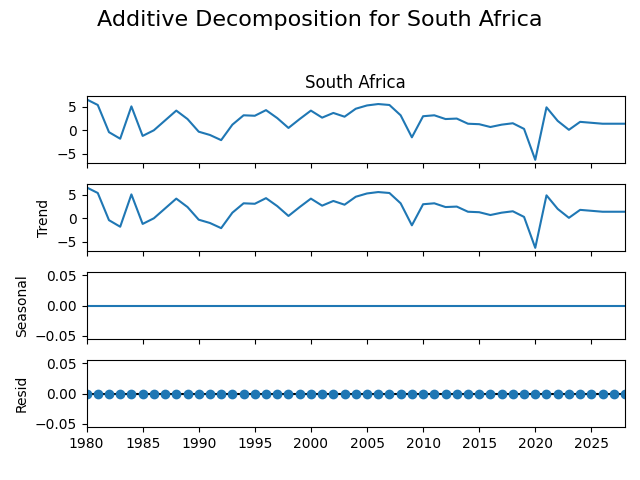 Additive Decomposition for South Africa
South Africa
5
0
−5
Trend
5
0
−5
Seasonal
0.05
0.00
−0.05
Resid
0.05
0.00
−0.05
1980 1985 1990 1995 2000 2005 2010 2015 2020 2025